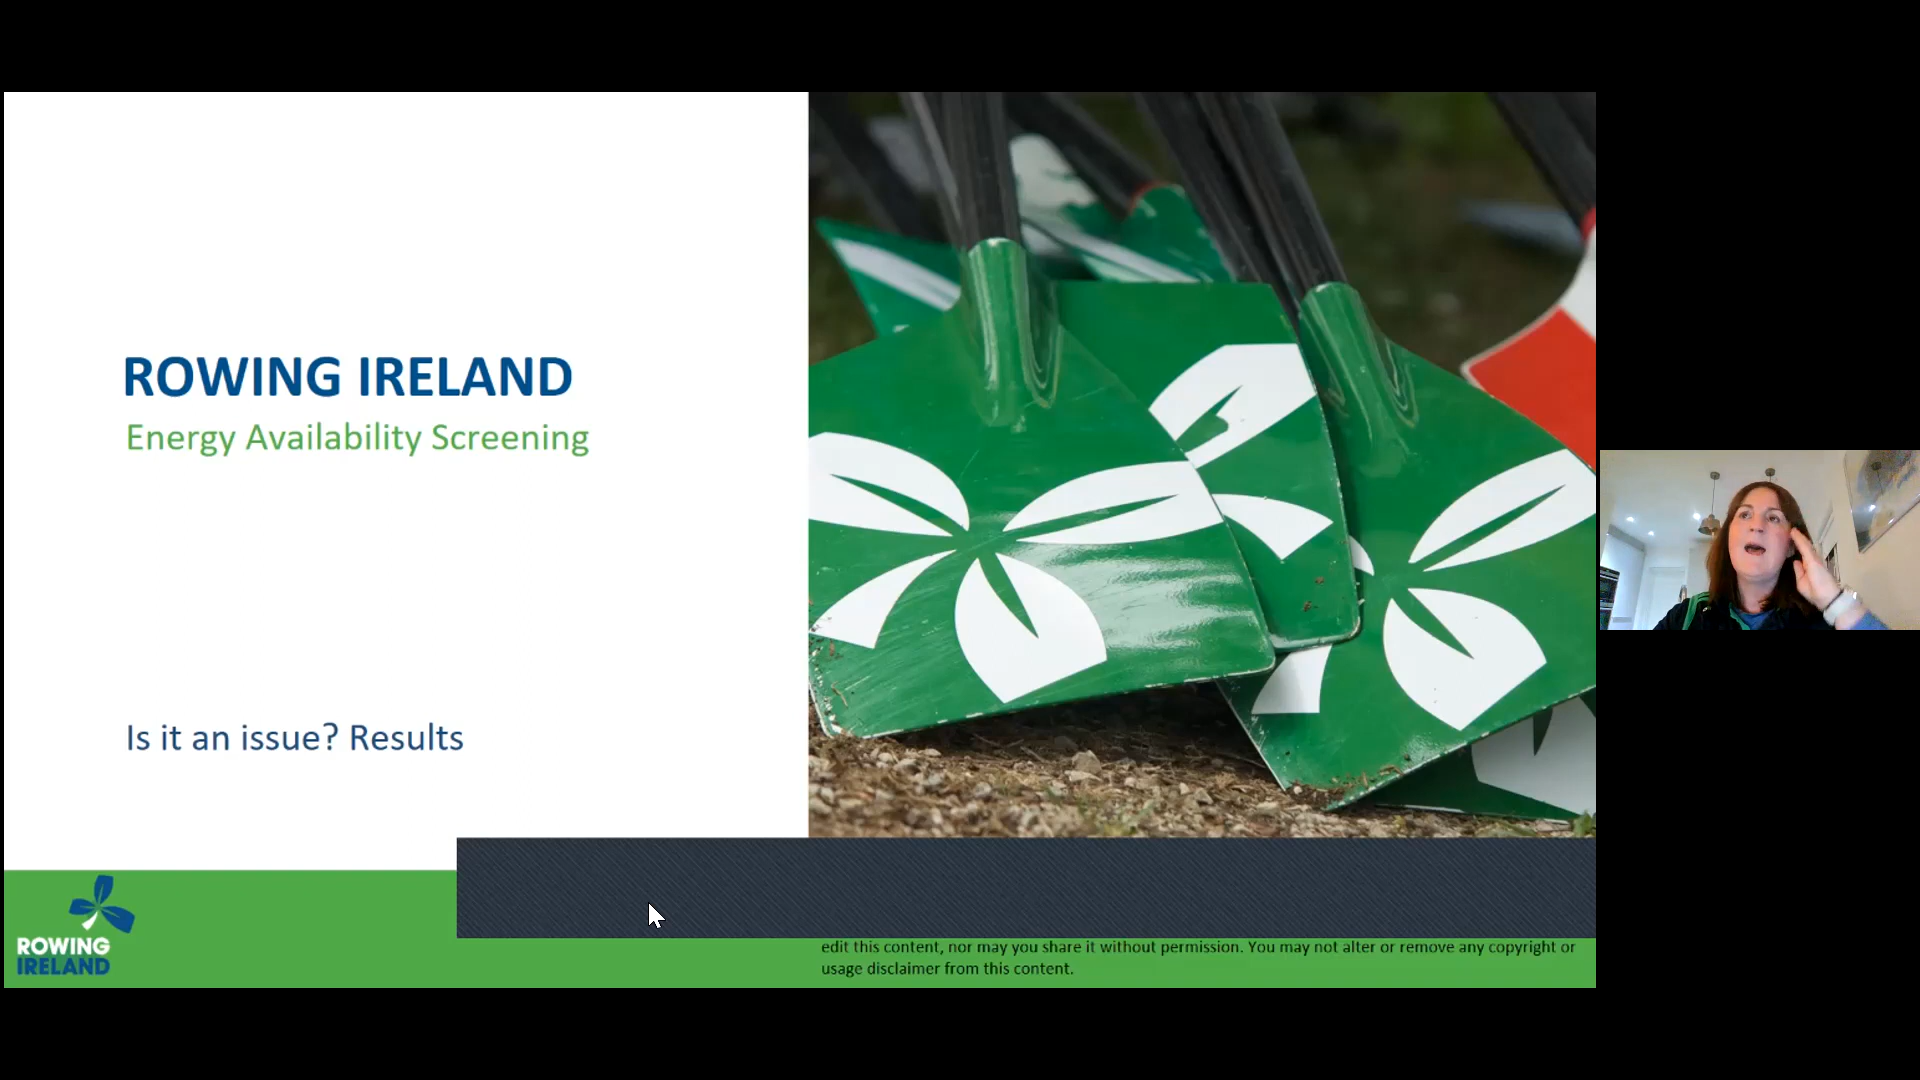 ROWING IRELAND
Energy Availability Screening
Is it an issue? Results
ROWING
IRELAND
edit this content, nor may you share it without permission. You may not alter or remove any copyright or
usage disclaimer from this content.